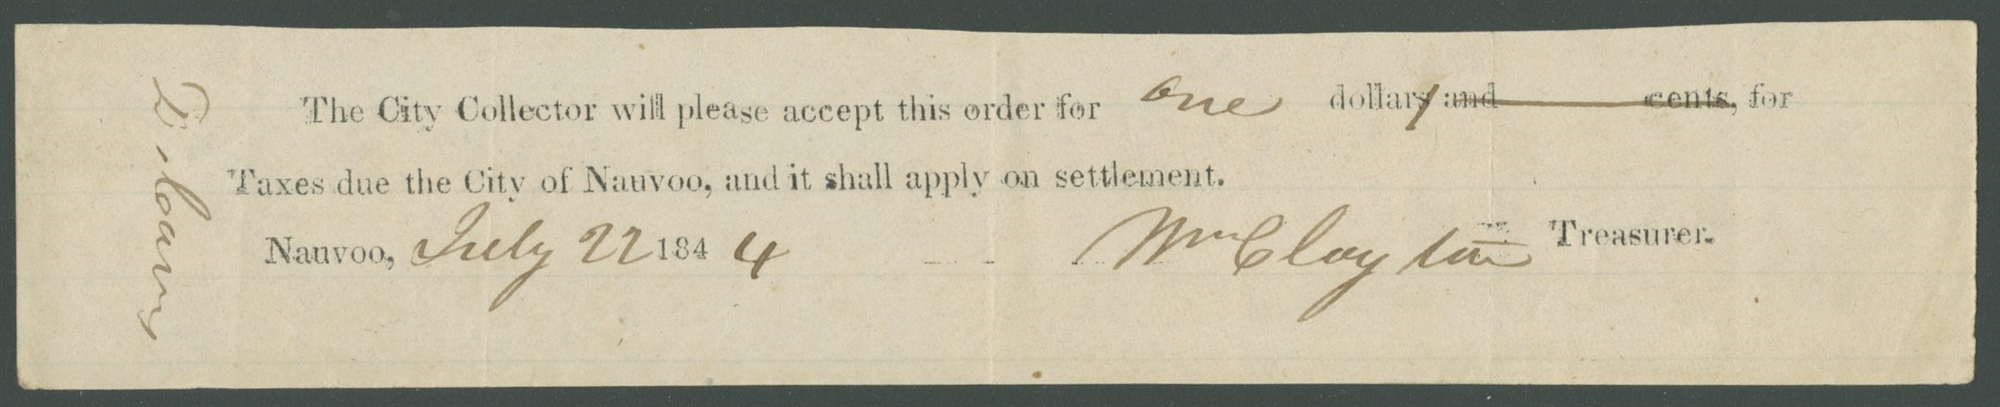 The City Collector will please accept this order for one dollars and cents, for
Taxes due the City of Nauvoo, and it shall apply on settlement.
Nauvoo, July 22 1844 Wm Clayton Treasurer.